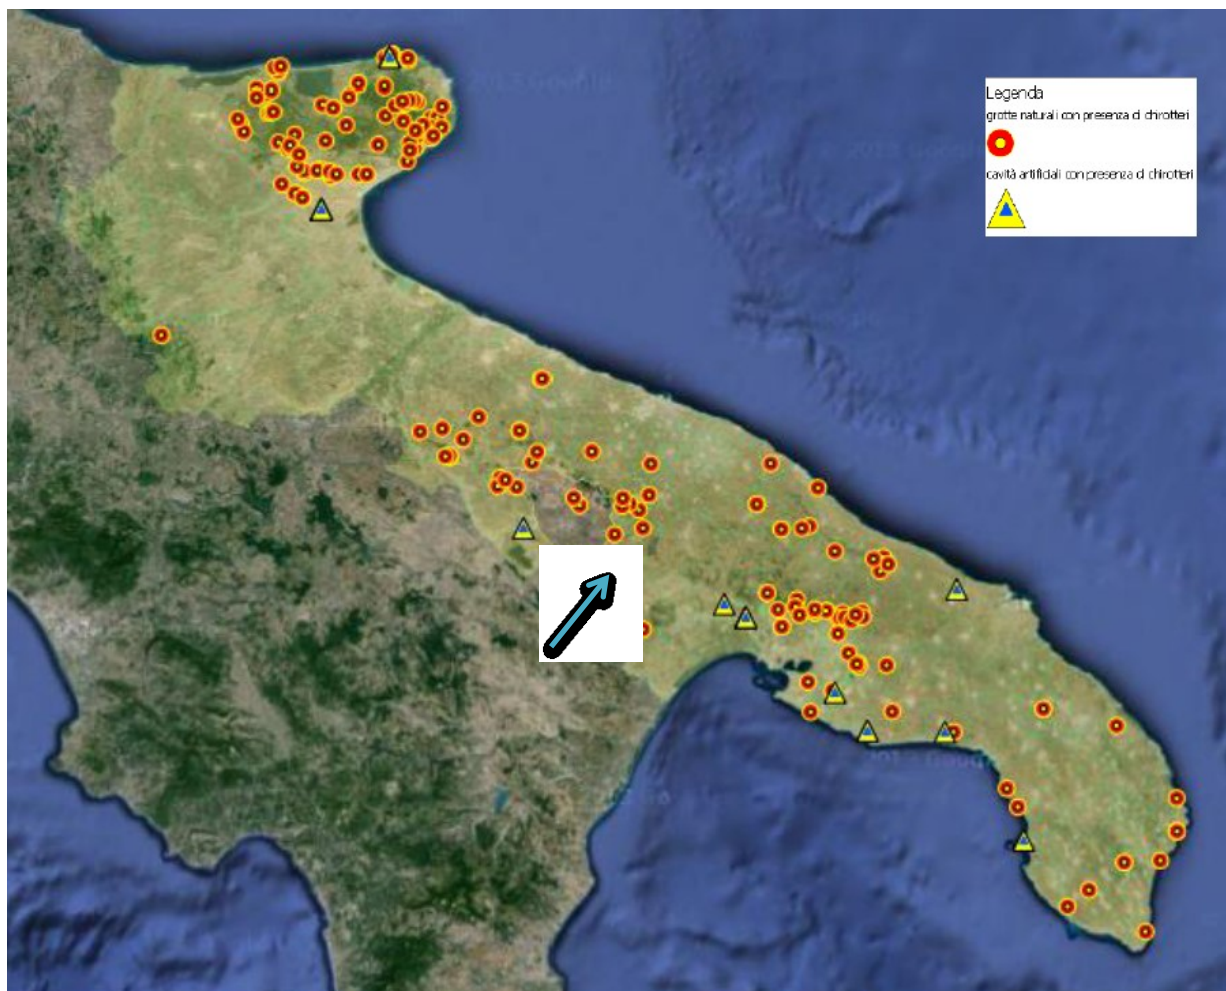 Legenda
grotte naturali con presenza di chirotteri
cavità artificiali con presenza di chirotteri